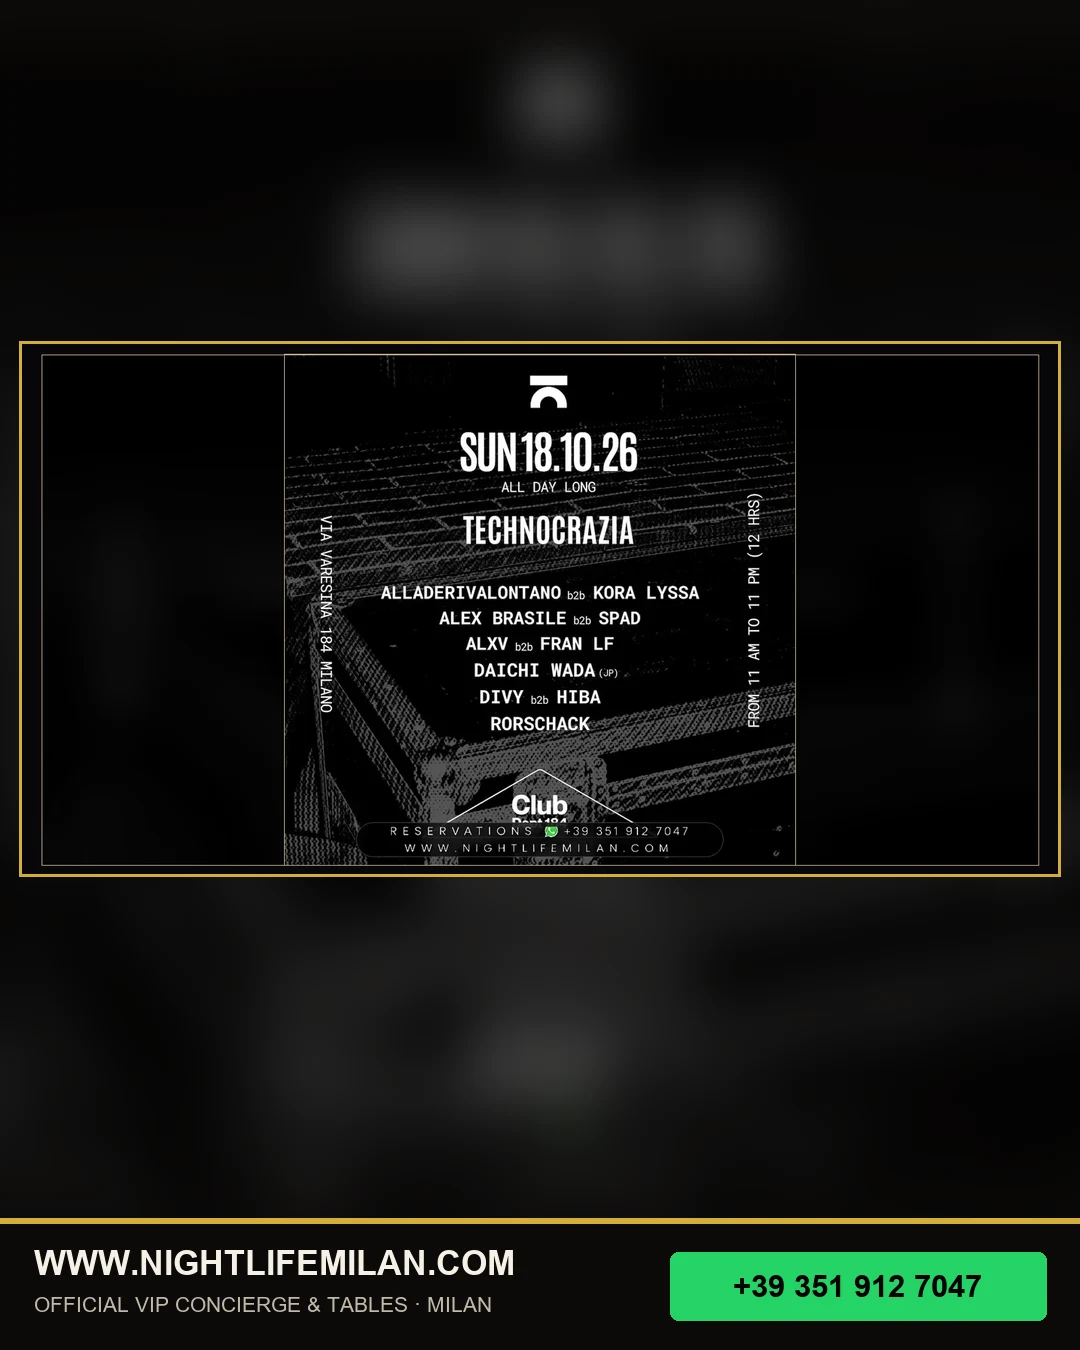 SUN 18.10.26
ALL DAY LONG
TECHNOCRAZIA
VIA VARESINA 184 MILANO
FROM 11 AM TO 11 PM (12 HRS)
ALLADERIVALONTANO b2b KORA LYSSA
ALEX BRASILE b2b SPAD
ALXV b2b FRAN LF
DAICHI WADA (JP)
DIVY b2b HIBA
RORSCHACK
Club
RESERVATIONS +39 351 912 7047
WWW.NIGHTLIFEMILAN.COM
WWW.NIGHTLIFEMILAN.COM
OFFICIAL VIP CONCIERGE & TABLES · MILAN
+39 351 912 7047